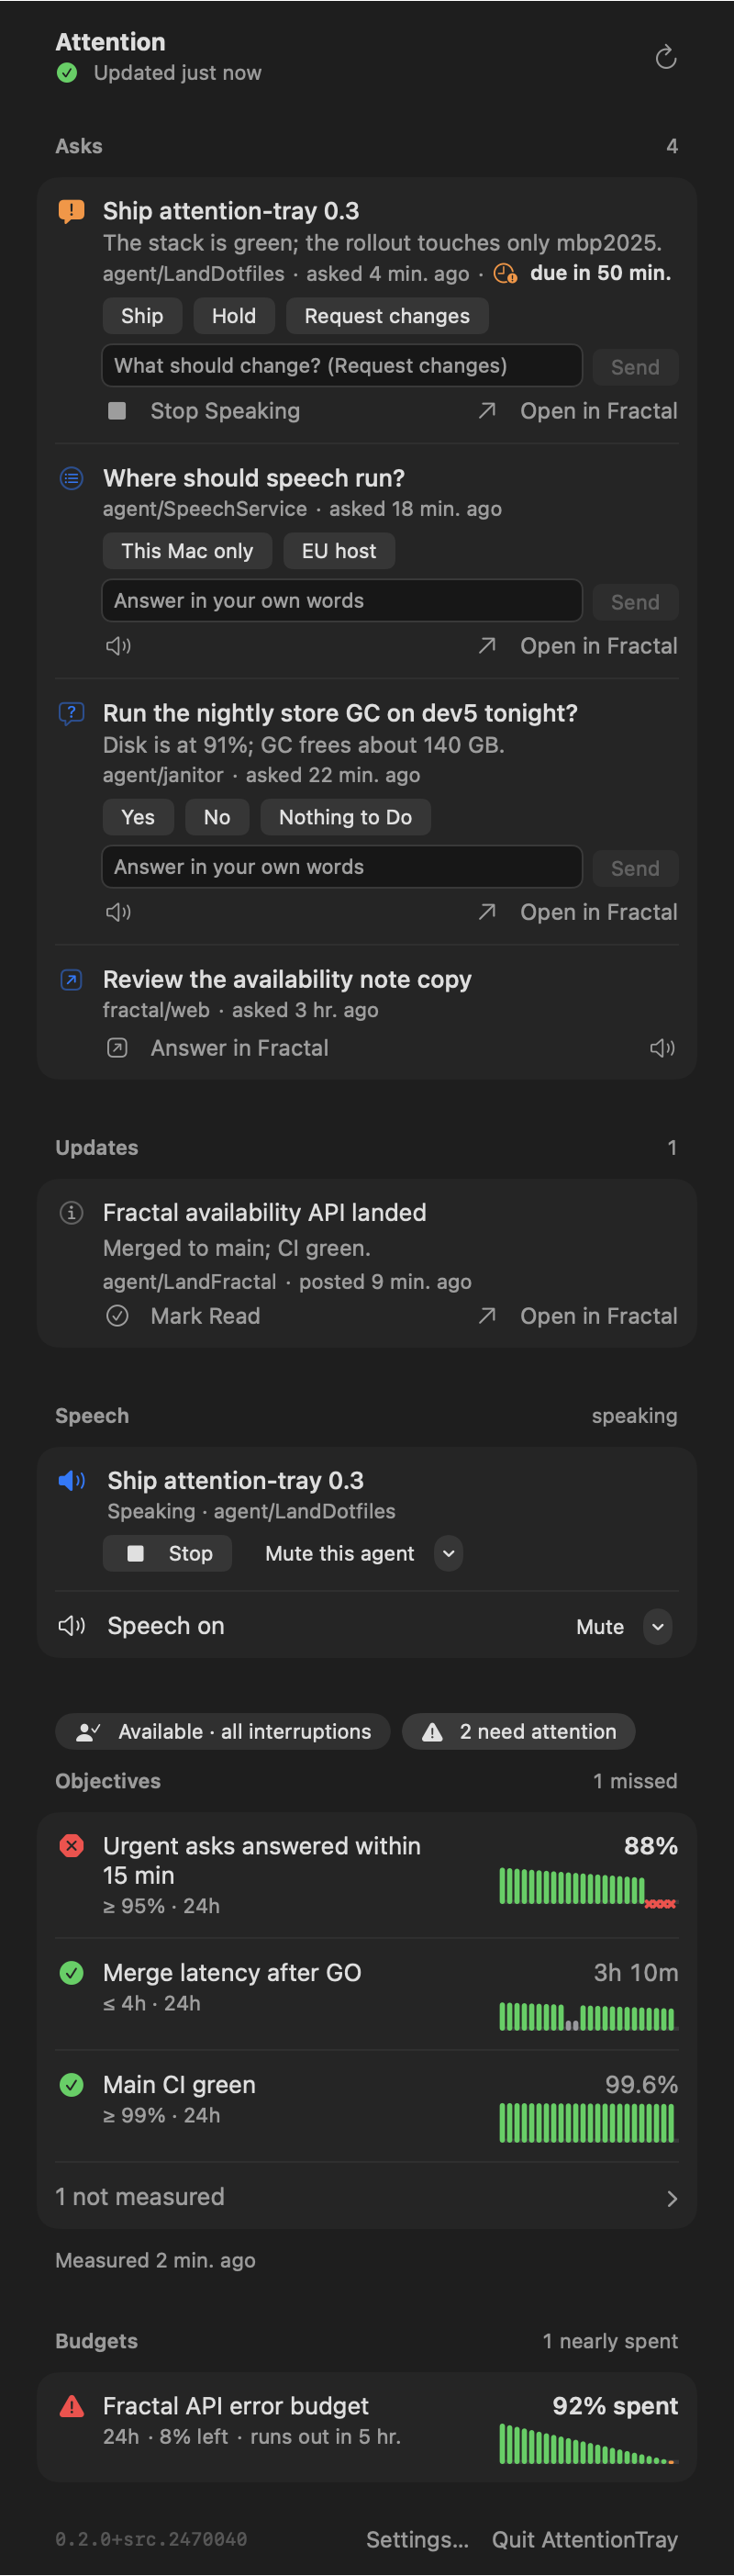 Attention
Updated just now
Asks 4
Ship attention-tray 0.3
The stack is green; the rollout touches only mbp2025.
agent/LandDotfiles · asked 4 min. ago · due in 50 min.
Ship Hold Request changes
What should change? (Request changes) Send
Stop Speaking Open in Fractal
Where should speech run?
agent/SpeechService · asked 18 min. ago
This Mac only EU host
Answer in your own words Send
Open in Fractal
Run the nightly store GC on dev5 tonight?
Disk is at 91%; GC frees about 140 GB.
agent/janitor · asked 22 min. ago
Yes No Nothing to Do
Answer in your own words Send
Open in Fractal
Review the availability note copy
fractal/web · asked 3 hr. ago
Answer in Fractal
Updates 1
Fractal availability API landed
Merged to main; CI green.
agent/LandFractal · posted 9 min. ago
Mark Read Open in Fractal
Speech speaking
Ship attention-tray 0.3
Speaking · agent/LandDotfiles
Stop Mute this agent
Speech on Mute
Available · all interruptions 2 need attention
Objectives 1 missed
Urgent asks answered within 88%
15 min
≥ 95% · 24h
Merge latency after GO 3h 10m
≤ 4h · 24h
Main CI green 99.6%
≥ 99% · 24h
1 not measured
Measured 2 min. ago
Budgets 1 nearly spent
Fractal API error budget 92% spent
24h · 8% left · runs out in 5 hr.
0.2.0+src.2470040 Settings... Quit AttentionTray